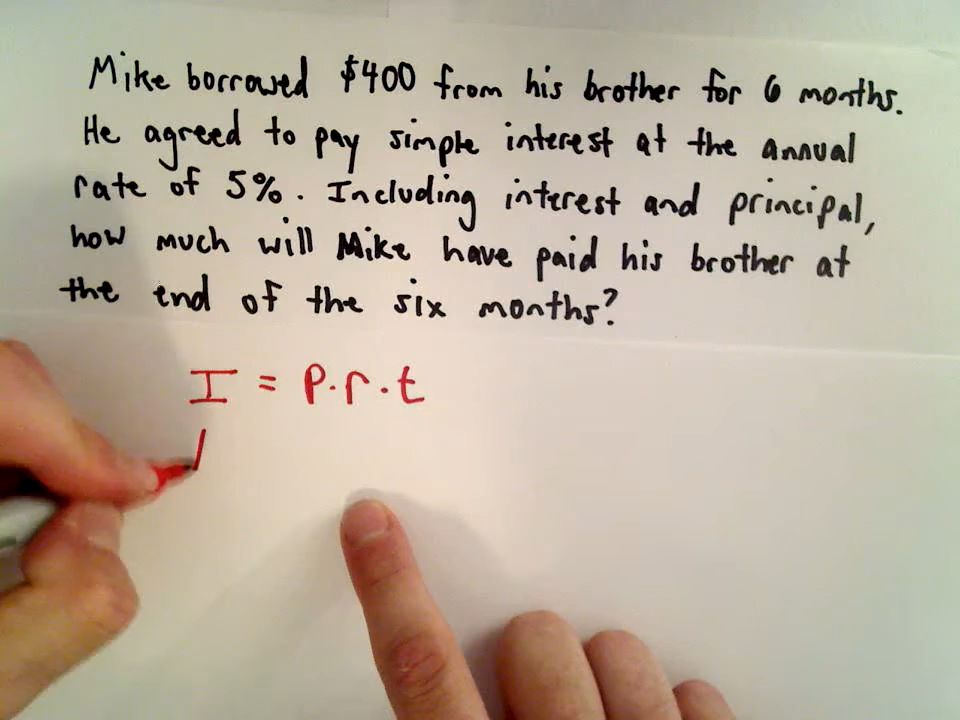 Mike borrowed $400 from his brother for 6 months.
He agreed to pay simple interest at the annual
rate of 5%. Including interest and principal,
how much will Mike have paid his brother at
the end of the six months?
I = P.r.t